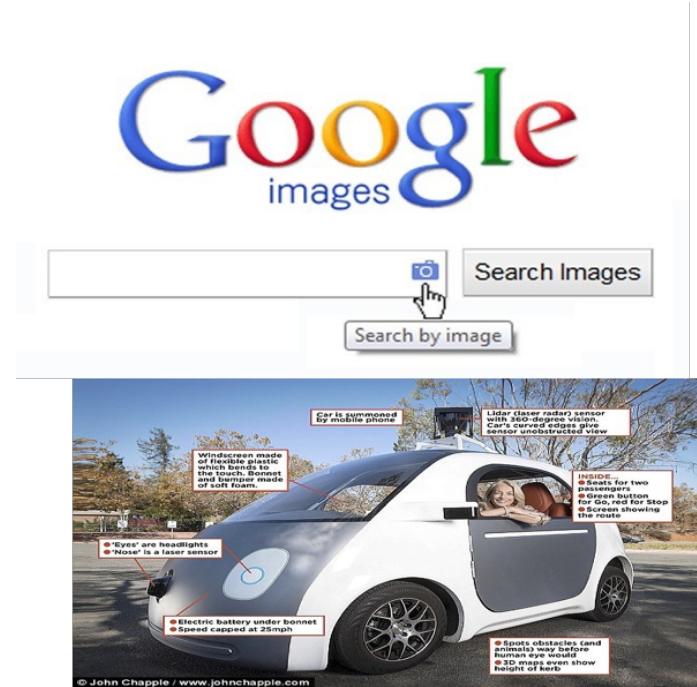 Google
images
Search Images
Search by image
Car is summoned
by mobile phone
Lidar (laser radar) sensor
with 360-degree vision.
Car's curved edges give
sensor unobstructed view
Windscreen made
of flexible plastic
which bends to
the touch. Bonnet
and bumper made
of soft foam.
INSIDE...
Seats for two
passengers
Green button
for Go, red for Stop
Screen showing
the route
'Eyes' are headlights
'Nose' is a laser sensor
Electric battery under bonnet
Speed capped at 25mph
Spots obstacles (and
animals) way before
human eye would
3D maps even show
height of kerb
© John Chapple / www.johnchapple.com